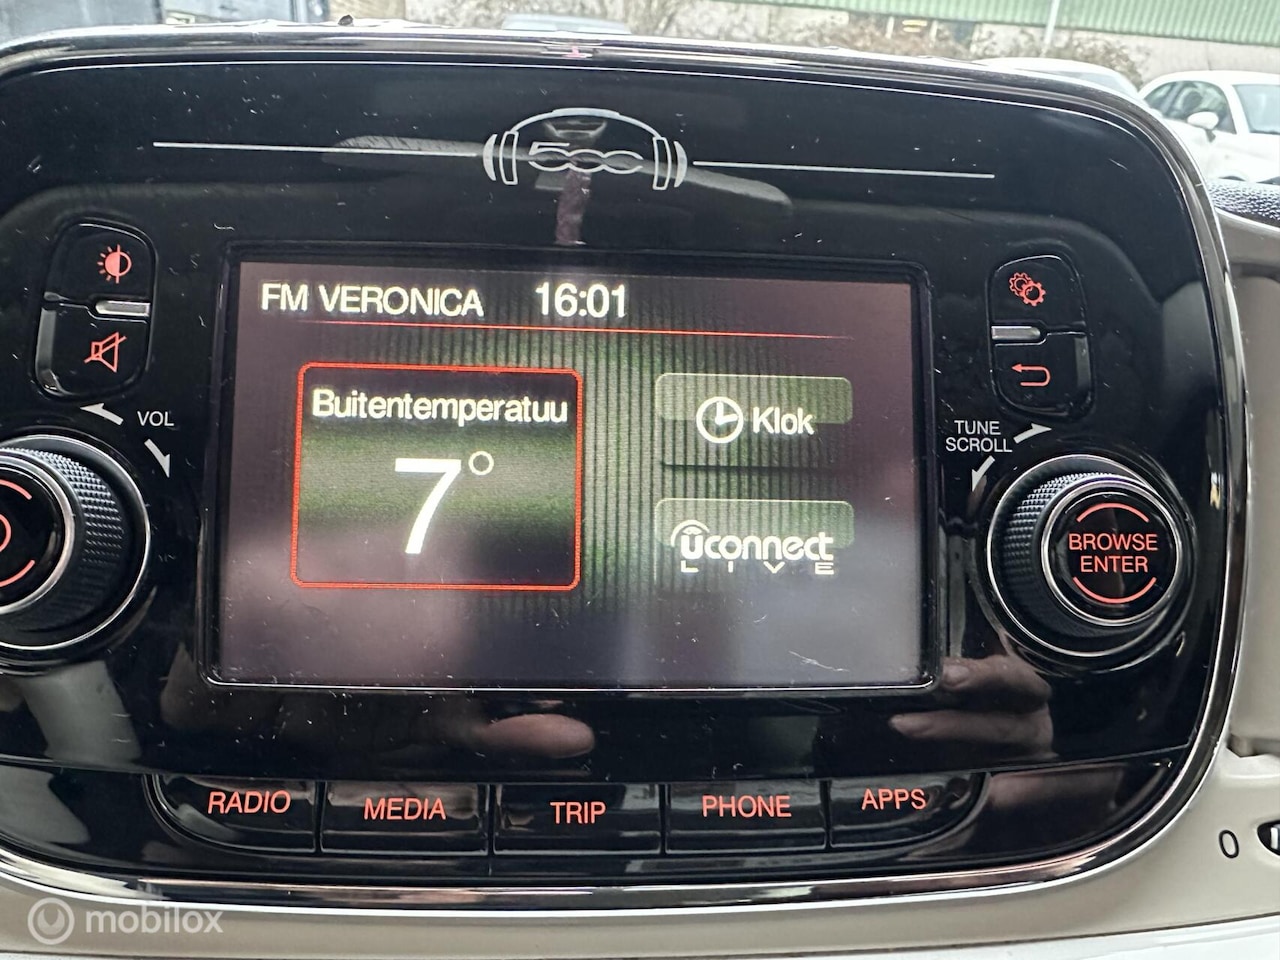 500
FM VERONICA 16:01
Buitentemperatuu
7°
Klok
uconnect
LIVE
VOL
TUNE
SCROLL
BROWSE
ENTER
RADIO
MEDIA
TRIP
PHONE
APPS
0
mobilox